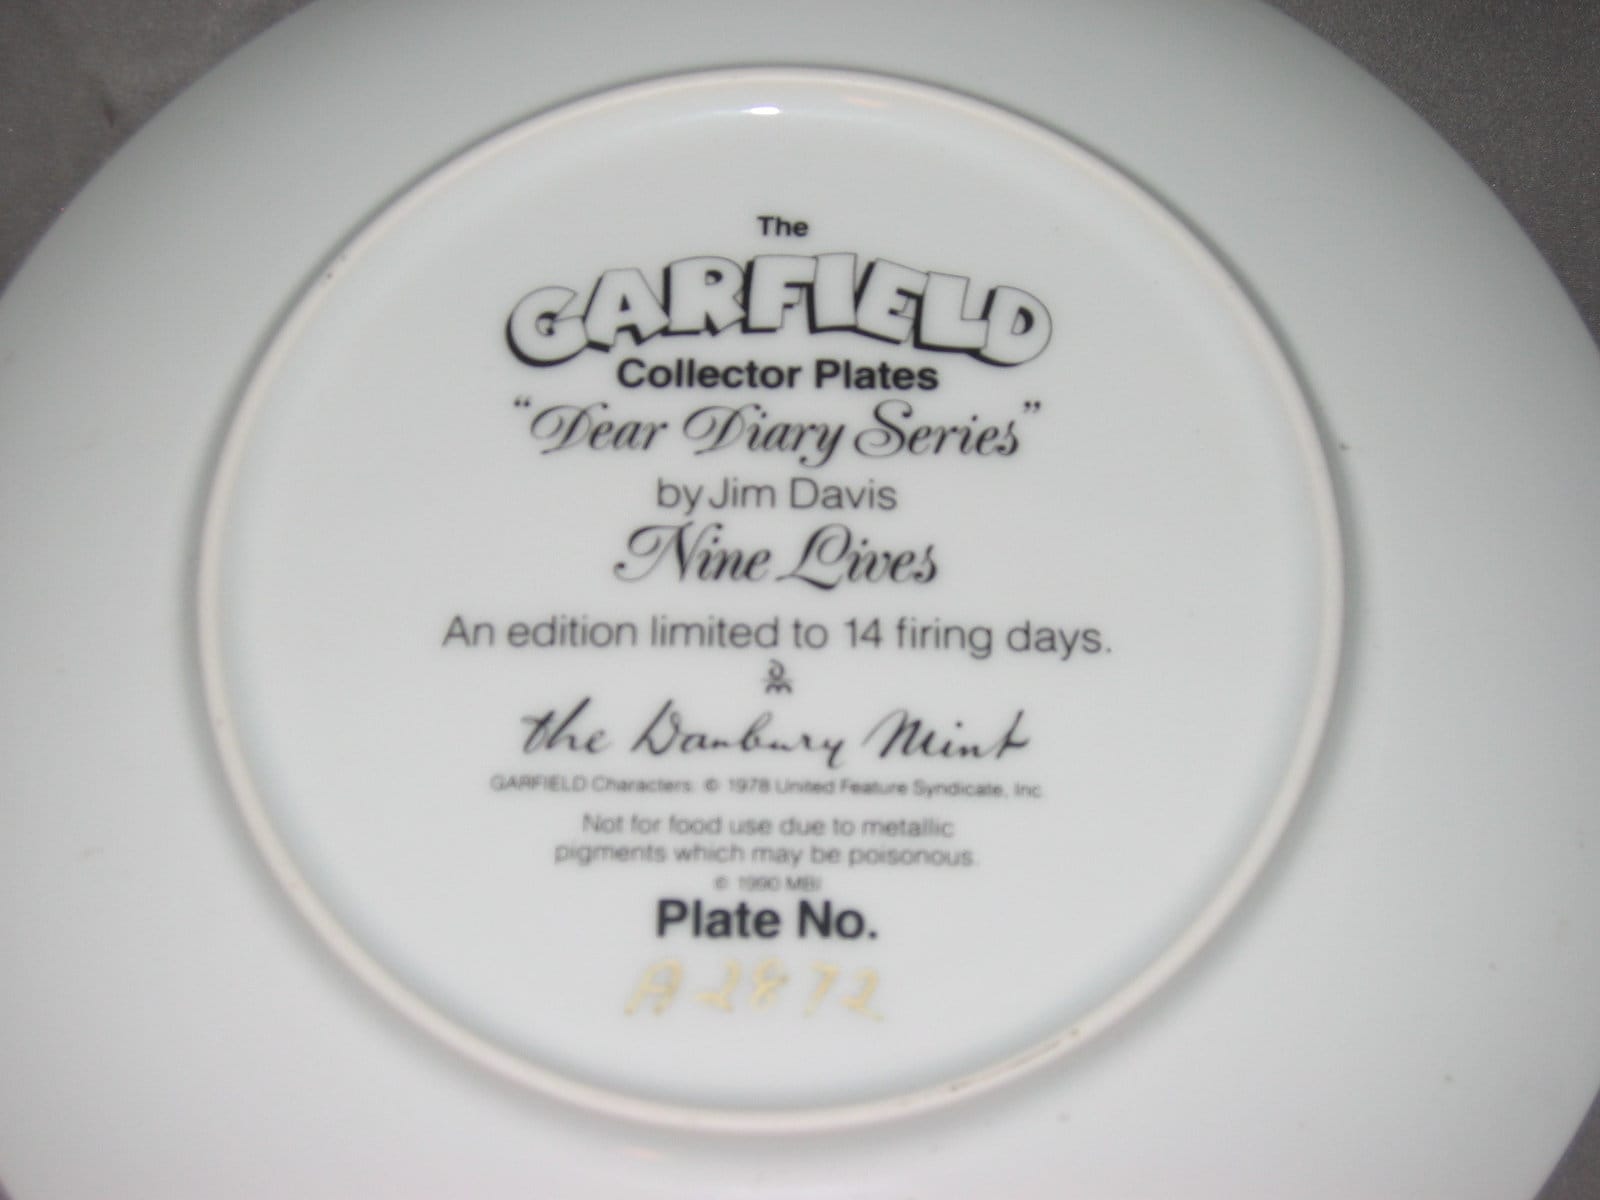 The
GARFIELD
Collector Plates
"Dear Diary Series"
by Jim Davis
Nine Lives
An edition limited to 14 firing days.
DM
the Danbury Mint
GARFIELD Characters: © 1978 United Feature Syndicate, Inc.
Not for food use due to metallic
pigments which may be poisonous.
© 1990 MBI
Plate No.
A2872